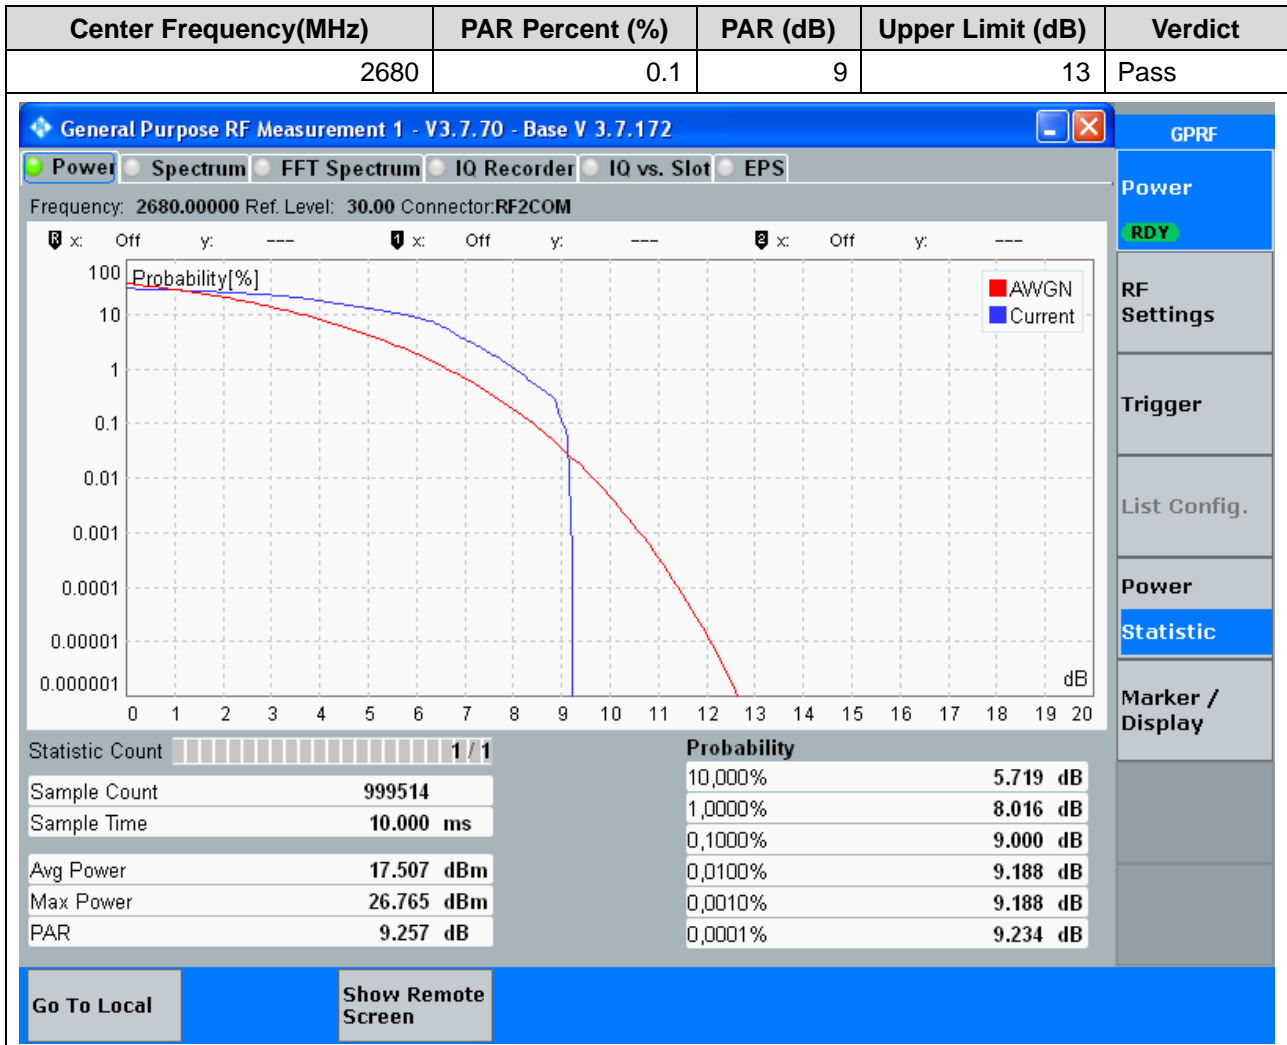 Center Frequency(MHz) PAR Percent (%) PAR (dB) Upper Limit (dB) Verdict
2680 0.1 9 13 Pass
General Purpose RF Measurement 1 - V3.7.70 - Base V 3.7.172
GPRF
Power Spectrum FFT Spectrum IQ Recorder IQ vs. Slot EPS
Frequency: 2680.00000 Ref. Level: 30.00 Connector:RF2COM
R x: Off y: --- 1 x: Off y: --- 2 x: Off y: ---
Probability[%]
100
10
1
0.1
0.01
0.001
0.0001
0.00001
0.000001
AWGN
Current
dB
0 1 2 3 4 5 6 7 8 9 10 11 12 13 14 15 16 17 18 19 20
Statistic Count 1 / 1
Sample Count 999514
Sample Time 10.000 ms
Avg Power 17.507 dBm
Max Power 26.765 dBm
PAR 9.257 dB
Probability
10,000% 5.719 dB
1,0000% 8.016 dB
0,1000% 9.000 dB
0,0100% 9.188 dB
0,0010% 9.188 dB
0,0001% 9.234 dB
Power
RDY
RF
Settings
Trigger
List Config.
Power
Statistic
Marker /
Display
Go To Local
Show Remote
Screen